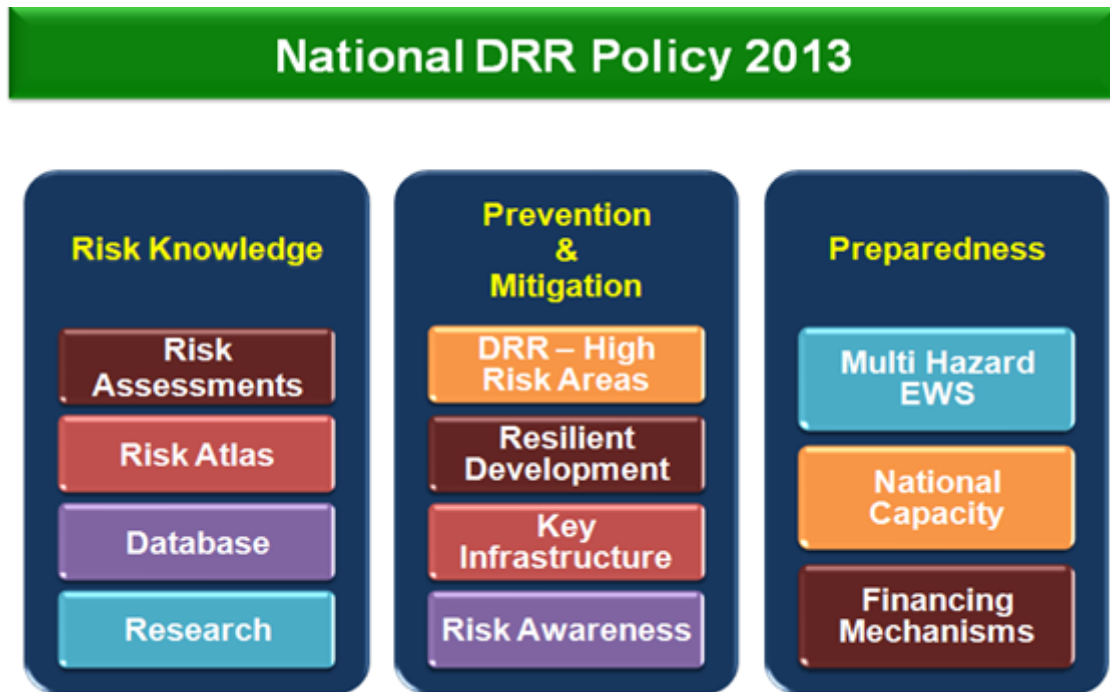 National DRR Policy 2013
Risk Knowledge
Risk
Assessments
Risk Atlas
Database
Research
Prevention
&
Mitigation
DRR – High
Risk Areas
Resilient
Development
Key
Infrastructure
Risk Awareness
Preparedness
Multi Hazard
EWS
National
Capacity
Financing
Mechanisms